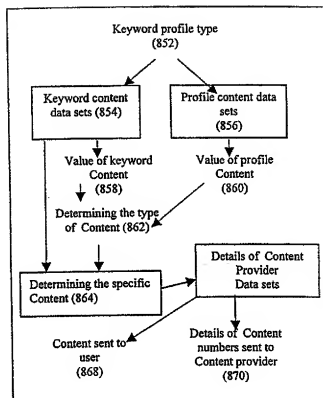 Keyword profile type
(852)
Keyword content
data sets (854)
Profile content data
sets
(856)
Value of keyword
Content
(858)
Value of profile
Content
(860)
Determining the type
of Content (862)
Determining the specific
Content (864)
Details of Content
Provider
Data sets
Content sent to
user
(868)
Details of Content
numbers sent to
Content provider
(870)